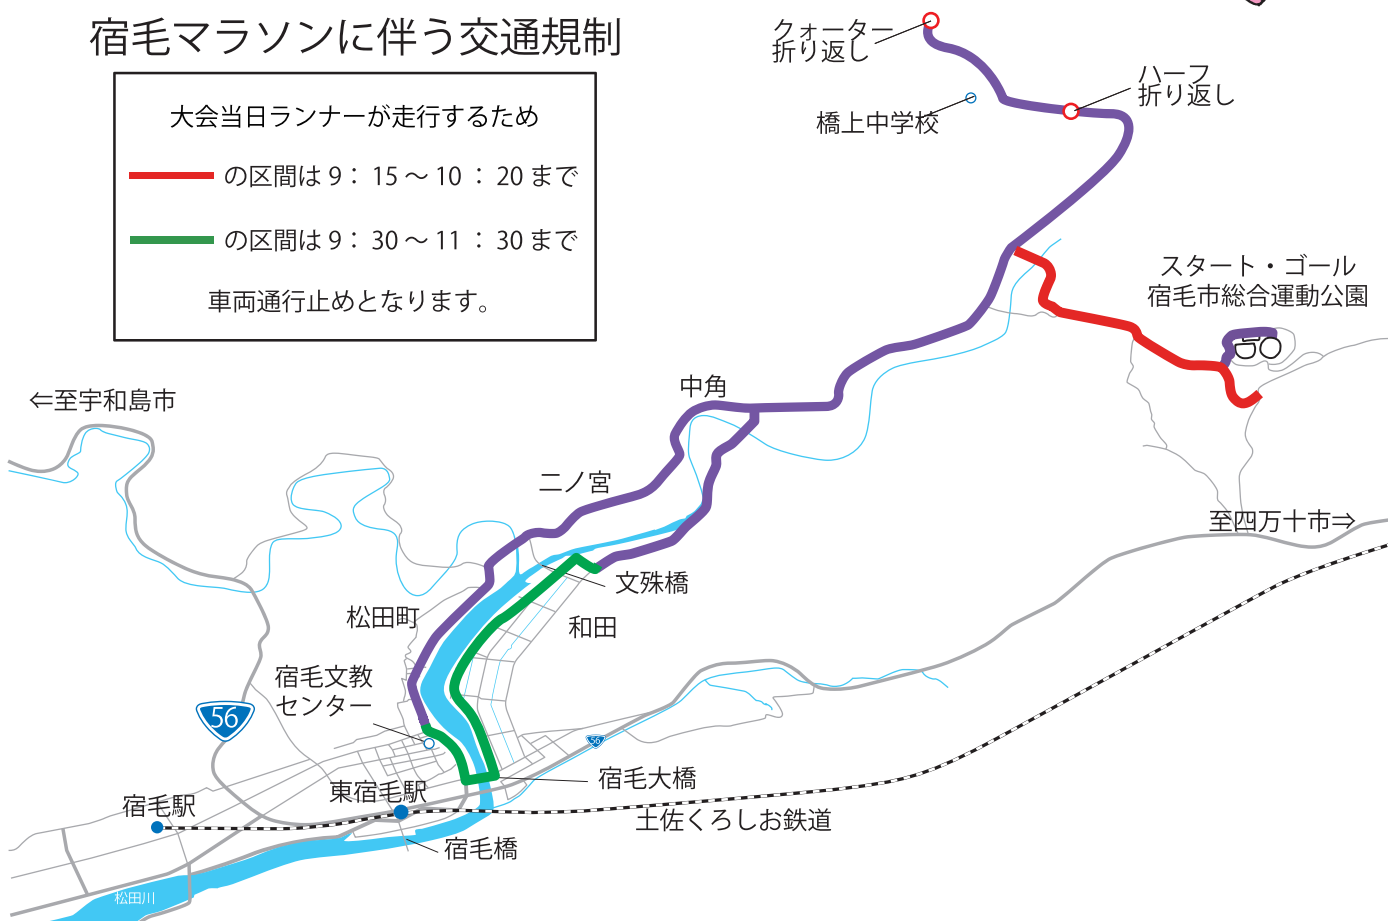 宿毛マラソンに伴う交通規制
大会当日ランナーが走行するため
の区間は9：15～10：20まで
の区間は9：30～11：30まで
車両通行止めとなります。
クォーター
折り返し
ハーフ
折り返し
橋上中学校
スタート・ゴール
宿毛市総合運動公園
中角
⇐至宇和島市
二ノ宮
至四万十市⇒
文殊橋
松田町
和田
宿毛文教
センター
56
56
宿毛大橋
東宿毛駅
宿毛駅
土佐くろしお鉄道
宿毛橋
松田川